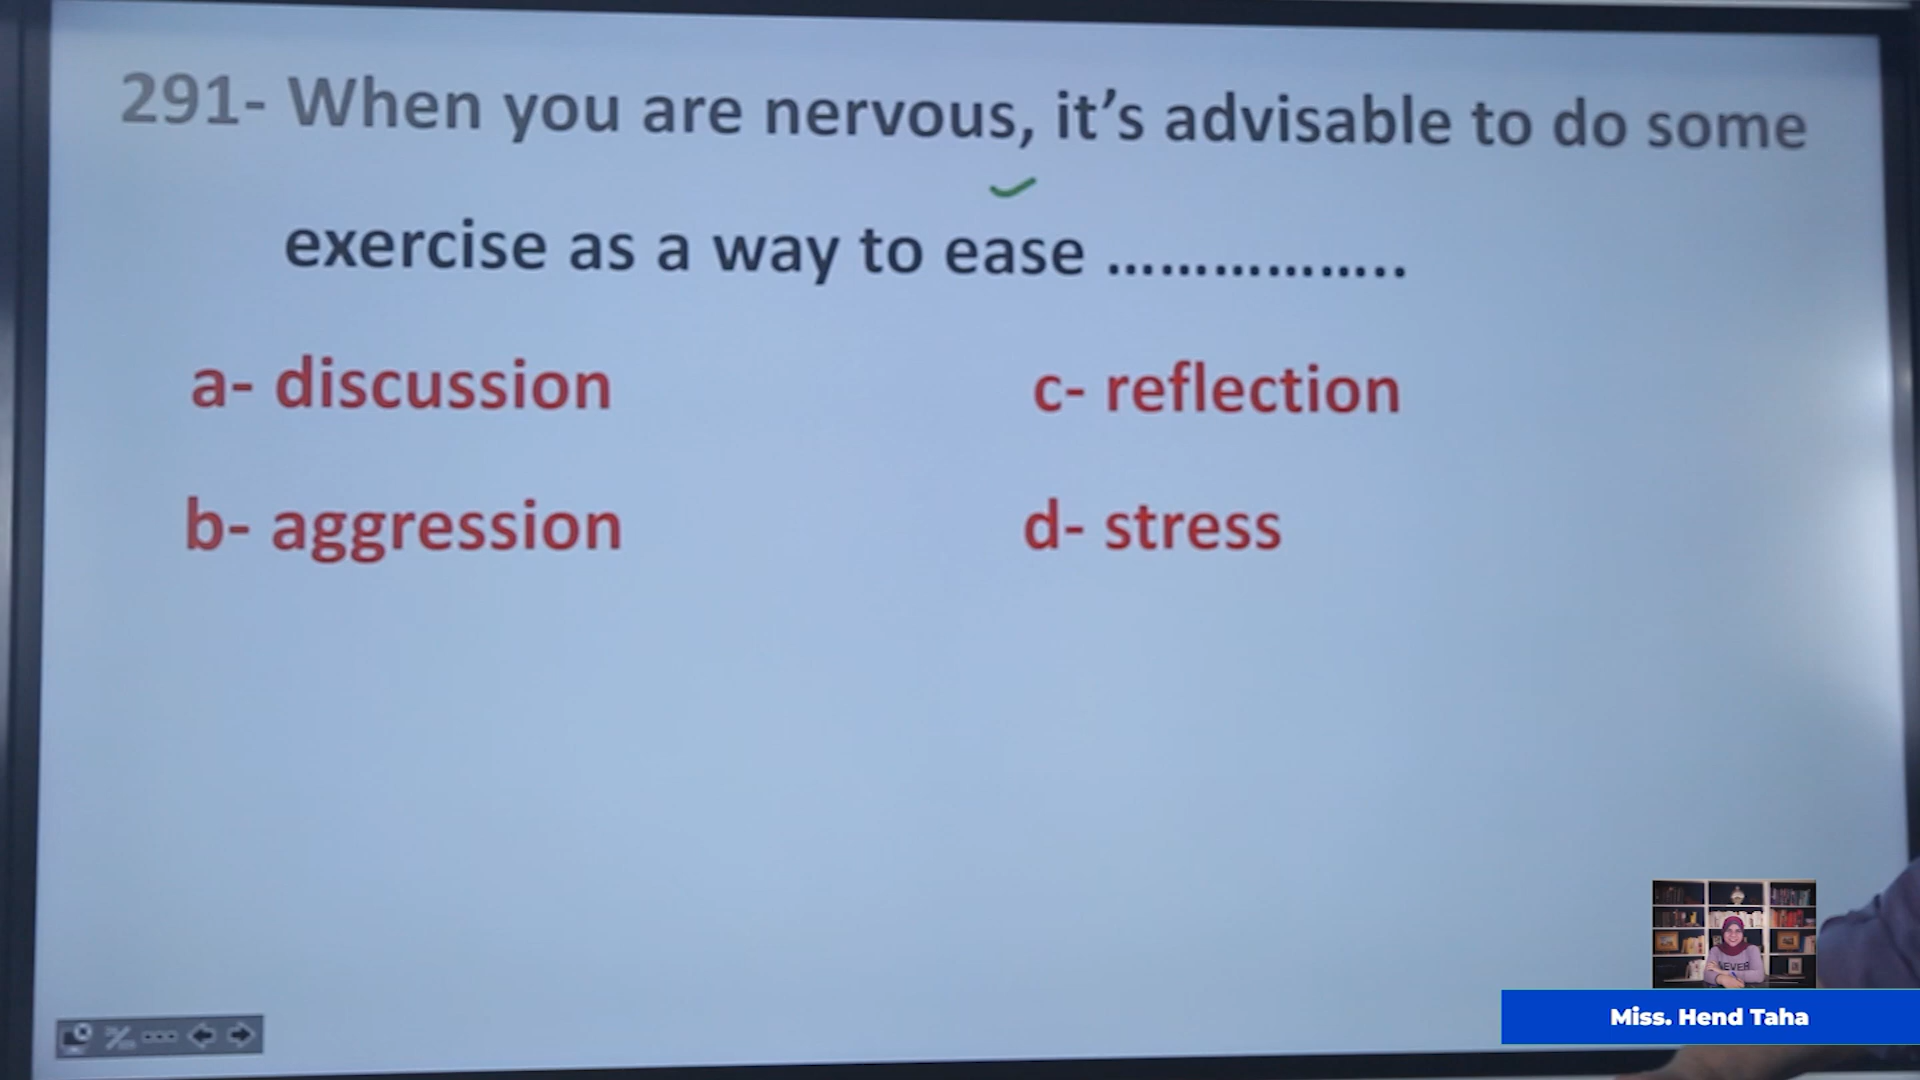 291- When you are nervous, it’s advisable to do some
exercise as a way to ease ……………..
a- discussion
c- reflection
b- aggression
d- stress
NEVER
Miss. Hend Taha